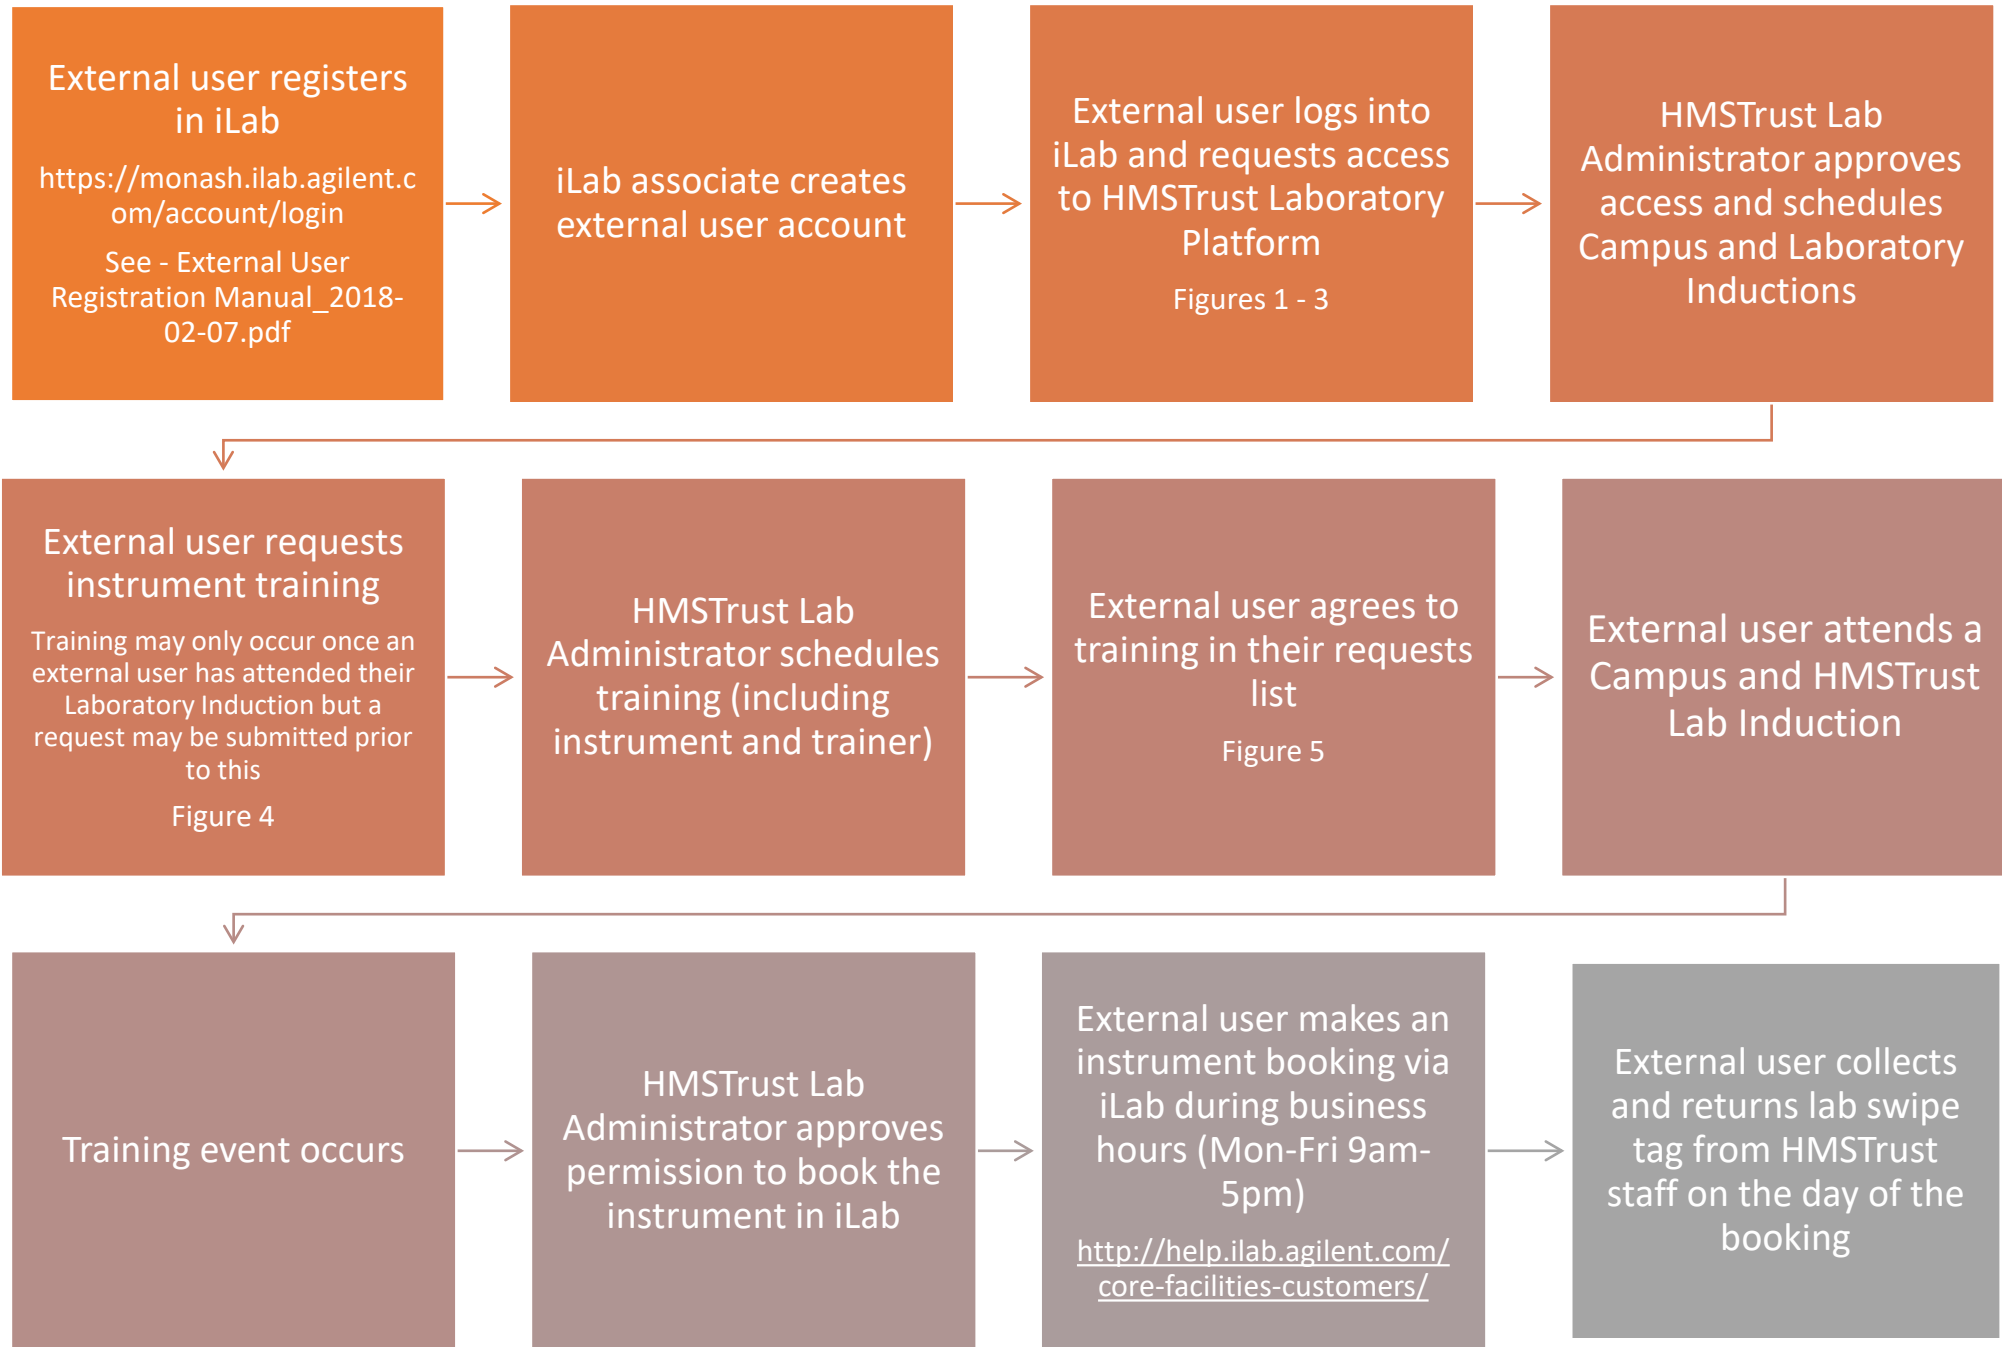 External user registers
in iLab
https://monash.ilab.agilent.c
om/account/login
See - External User
Registration Manual_2018-
02-07.pdf
iLab associate creates
external user account
External user logs into
iLab and requests access
to HMSTrust Laboratory
Platform
Figures 1 - 3
HMSTrust Lab
Administrator approves
access and schedules
Campus and Laboratory
Inductions
External user requests
instrument training
Training may only occur once an
external user has attended their
Laboratory Induction but a
request may be submitted prior
to this
Figure 4
HMSTrust Lab
Administrator schedules
training (including
instrument and trainer)
External user agrees to
training in their requests
list
Figure 5
External user attends a
Campus and HMSTrust
Lab Induction
Training event occurs
HMSTrust Lab
Administrator approves
permission to book the
instrument in iLab
External user makes an
instrument booking via
iLab during business
hours (Mon-Fri 9am-
5pm)
http://help.ilab.agilent.com/
core-facilities-customers/
External user collects
and returns lab swipe
tag from HMSTrust
staff on the day of the
booking